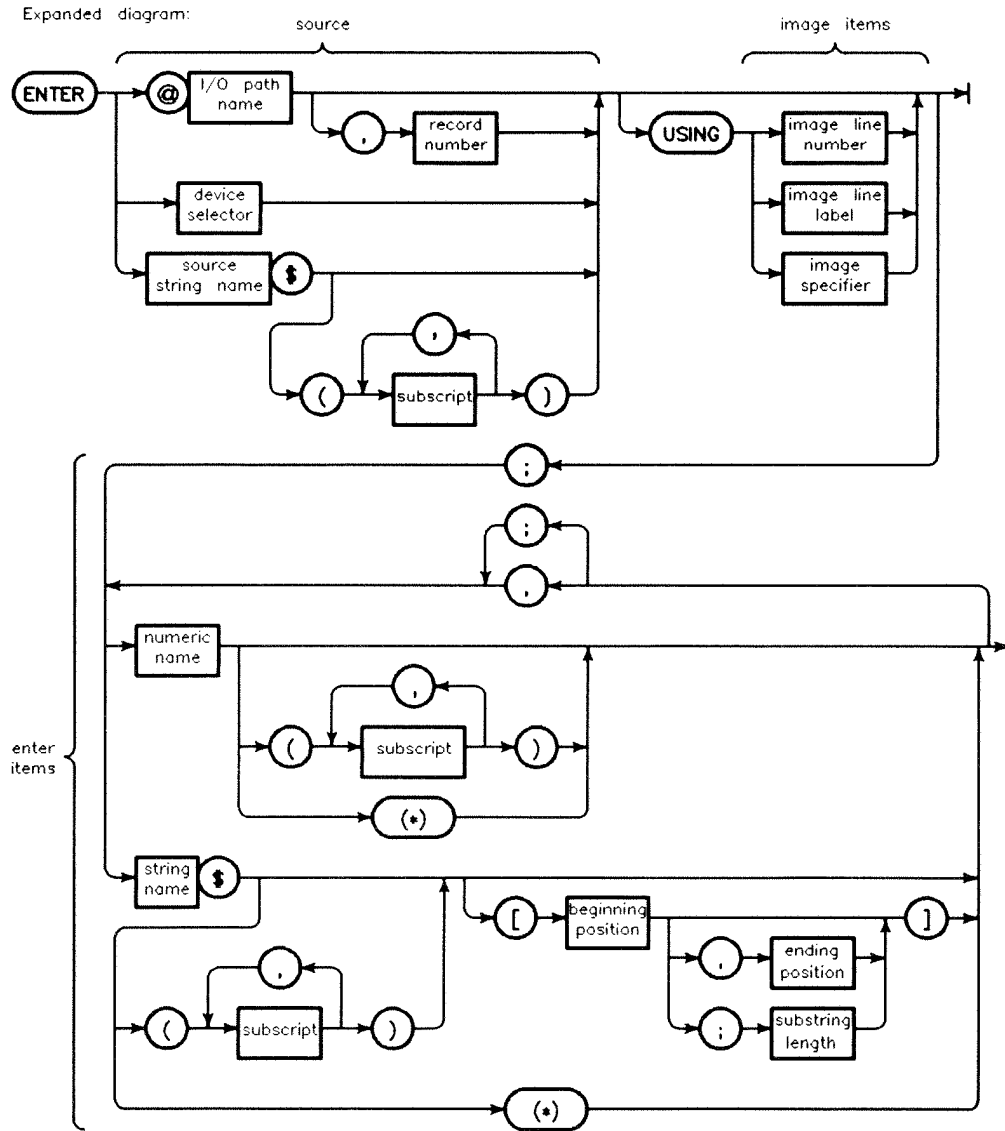 Expanded diagram:
source
image items
ENTER
@
I/O path
name
,
record
number
USING
image line
number
device
selector
image line
label
source
string name
$
image
specifier
,
(
subscript
)
;
;
,
numeric
name
,
(
subscript
)
enter
items
(*)
string
name
$
[
beginning
position
]
,
ending
position
,
(
subscript
)
;
substring
length
(*)